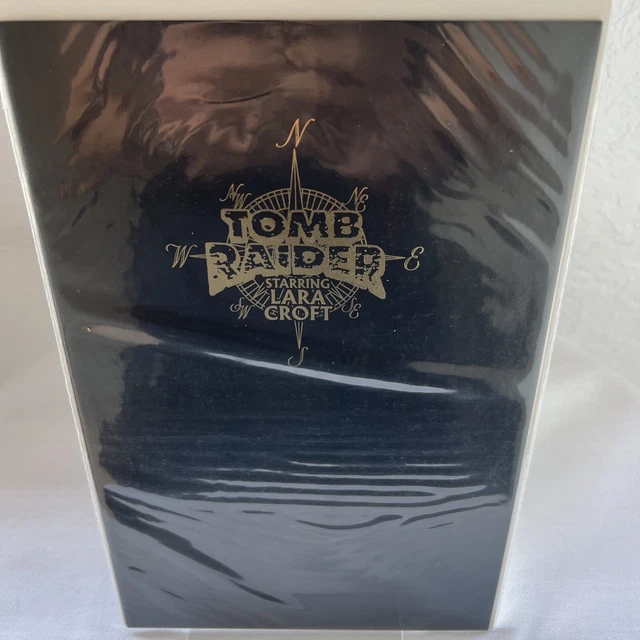 N
NW NE
TOMB
W RAIDER E
STARRING
LARA
SW CROFT SE
S